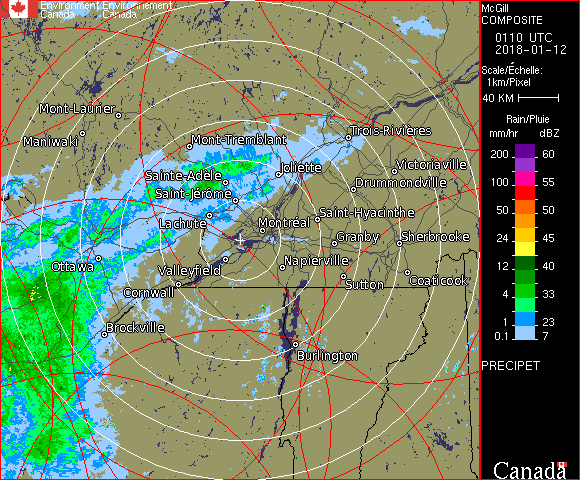 Environment Environnement
Canada Canada
McGill
COMPOSITE
0110 UTC
2018-01-12
Scale/Échelle:
1km/Pixel
40 KM
Rain/Pluie
mm/hr dBZ
200 60
100 55
50 50
24 45
12 40
4 33
1 23
0.1 7
PRECIPET
Canada
Mont-Laurier
Maniwaki
Mont-Tremblant
Trois-Rivières
Joliette
Victoriaville
Sainte-Adèle
Drummondville
Saint-Jérôme
Saint-Hyacinthe
Lachute
Montréal
Granby
Sherbrooke
Ottawa
Valleyfield
Napierville
Cornwall
Sutton
Coaticook
Brockville
Burlington